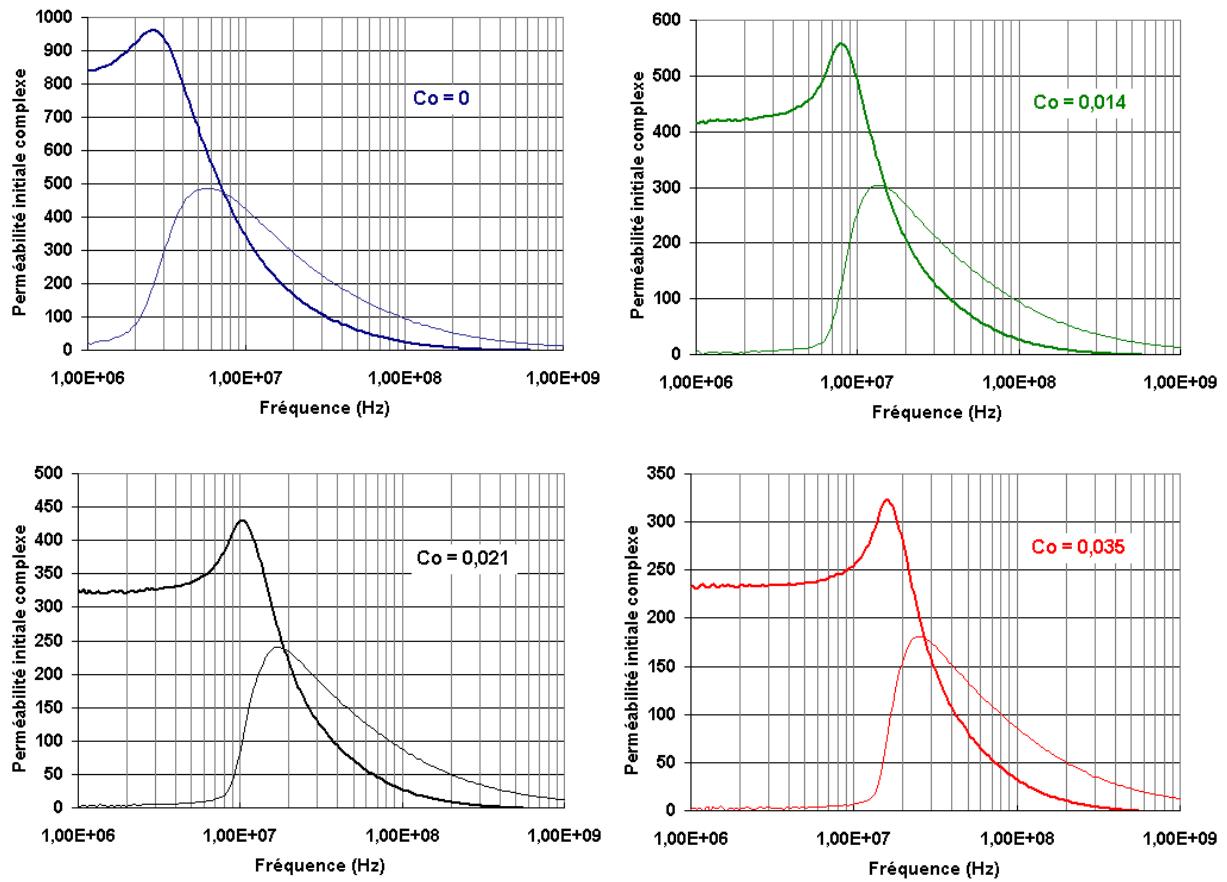 1000
900
800
700
600
500
400
300
200
100
0
Perméabilité initiale complexe
Co = 0
1,00E+06 1,00E+07 1,00E+08 1,00E+09
Fréquence (Hz)
600
500
400
300
200
100
0
Perméabilité initiale complexe
Co = 0,014
1,00E+06 1,00E+07 1,00E+08 1,00E+09
Fréquence (Hz)
500
450
400
350
300
250
200
150
100
50
0
Perméabilité initiale complexe
Co = 0,021
1,00E+06 1,00E+07 1,00E+08 1,00E+09
Fréquence (Hz)
350
300
250
200
150
100
50
0
Perméabilité initiale complexe
Co = 0,035
1,00E+06 1,00E+07 1,00E+08 1,00E+09
Fréquence (Hz)